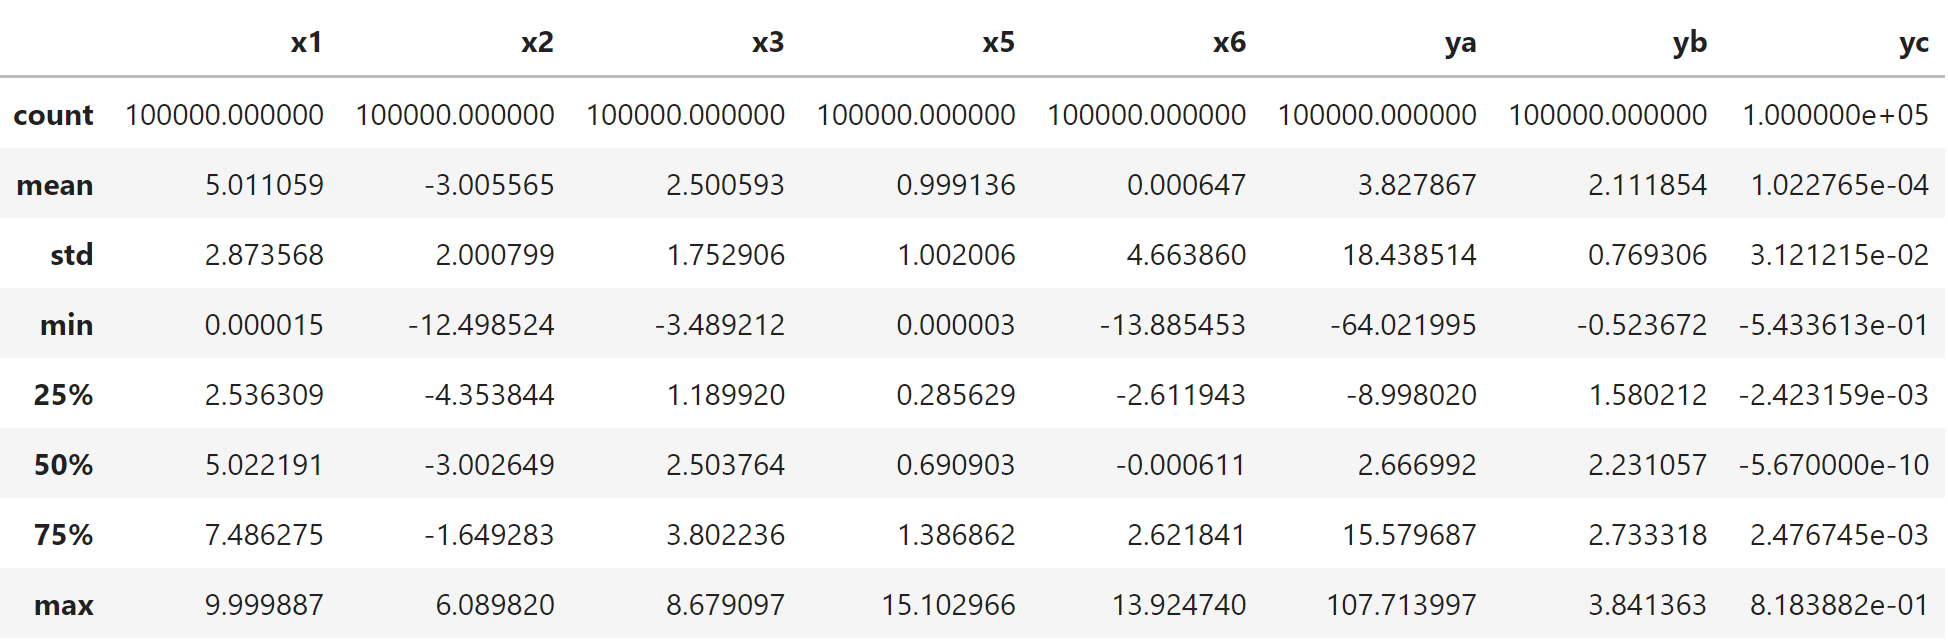 x1 x2 x3 x5 x6 ya yb yc
count 100000.000000 100000.000000 100000.000000 100000.000000 100000.000000 100000.000000 100000.000000 1.000000e+05
mean 5.011059 -3.005565 2.500593 0.999136 0.000647 3.827867 2.111854 1.022765e-04
std 2.873568 2.000799 1.752906 1.002006 4.663860 18.438514 0.769306 3.121215e-02
min 0.000015 -12.498524 -3.489212 0.000003 -13.885453 -64.021995 -0.523672 -5.433613e-01
25% 2.536309 -4.353844 1.189920 0.285629 -2.611943 -8.998020 1.580212 -2.423159e-03
50% 5.022191 -3.002649 2.503764 0.690903 -0.000611 2.666992 2.231057 -5.670000e-10
75% 7.486275 -1.649283 3.802236 1.386862 2.621841 15.579687 2.733318 2.476745e-03
max 9.999887 6.089820 8.679097 15.102966 13.924740 107.713997 3.841363 8.183882e-01